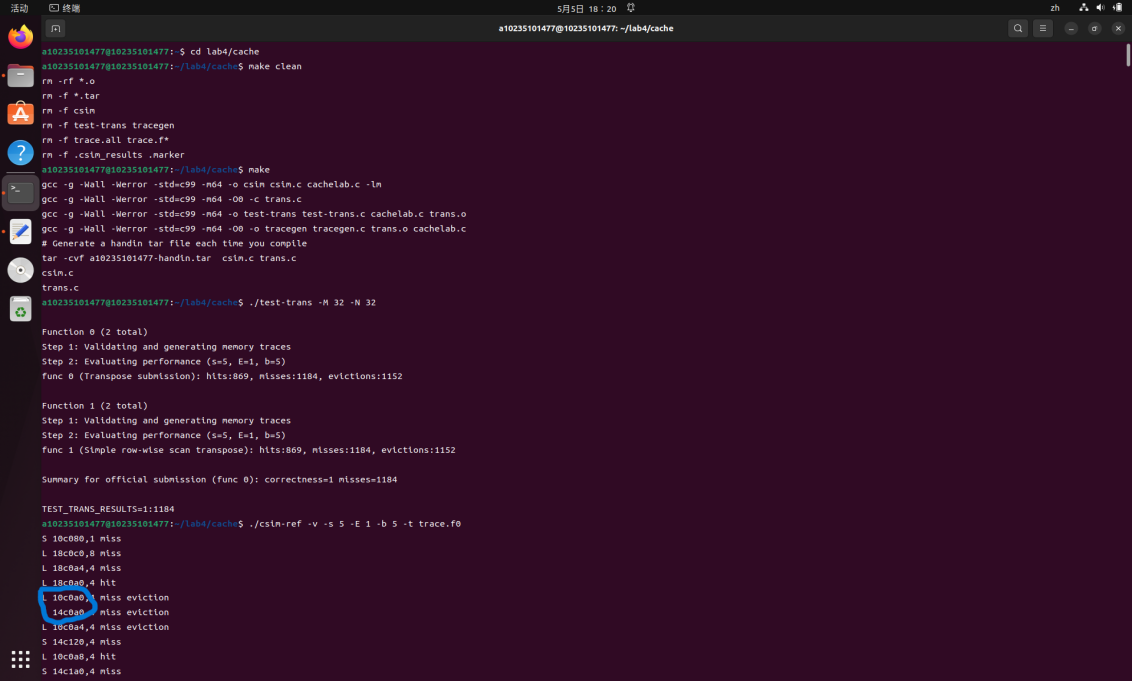 活动 终端 5月5日 18：20 zh
a10235101477@10235101477: ~/lab4/cache
a10235101477@10235101477:~$ cd lab4/cache
a10235101477@10235101477:~/lab4/cache$ make clean
rm -rf *.o
rm -f *.tar
rm -f csim
rm -f test-trans tracegen
rm -f trace.all trace.f*
rm -f .csim_results .marker
a10235101477@10235101477:~/lab4/cache$ make
gcc -g -Wall -Werror -std=c99 -m64 -o csim csim.c cachelab.c -lm
gcc -g -Wall -Werror -std=c99 -m64 -O0 -c trans.c
gcc -g -Wall -Werror -std=c99 -m64 -o test-trans test-trans.c cachelab.c trans.o
gcc -g -Wall -Werror -std=c99 -m64 -O0 -o tracegen tracegen.c trans.o cachelab.c
# Generate a handin tar file each time you compile
tar -cvf a10235101477-handin.tar  csim.c trans.c
csim.c
trans.c
a10235101477@10235101477:~/lab4/cache$ ./test-trans -M 32 -N 32
Function 0 (2 total)
Step 1: Validating and generating memory traces
Step 2: Evaluating performance (s=5, E=1, b=5)
func 0 (Transpose submission): hits:869, misses:1184, evictions:1152
Function 1 (2 total)
Step 1: Validating and generating memory traces
Step 2: Evaluating performance (s=5, E=1, b=5)
func 1 (Simple row-wise scan transpose): hits:869, misses:1184, evictions:1152
Summary for official submission (func 0): correctness=1 misses=1184
TEST_TRANS_RESULTS=1:1184
a10235101477@10235101477:~/lab4/cache$ ./csim-ref -v -s 5 -E 1 -b 5 -t trace.f0
S 10c080,1 miss
L 18c0c0,8 miss
L 18c0a4,4 miss
L 18c0a0,4 hit
L 10c0a0, miss eviction
14c0a0 miss eviction
L 10c0a4,4 miss eviction
S 14c120,4 miss
L 10c0a8,4 hit
S 14c1a0,4 miss